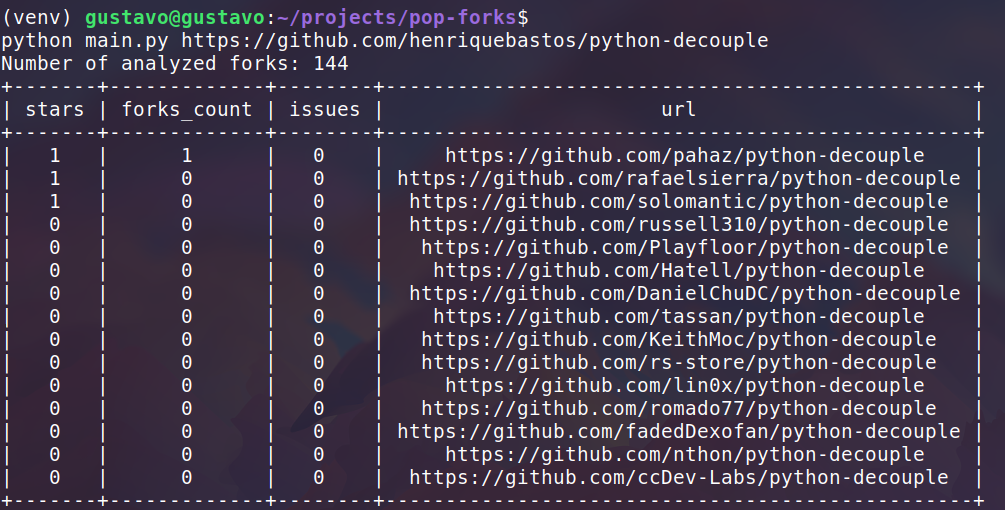 (venv) gustavo@gustavo:~/projects/pop-forks$
python main.py https://github.com/henriquebastos/python-decouple
Number of analyzed forks: 144
+-------+-------------+--------+-------------------------------------------------+
| stars | forks_count | issues |                       url                       |
+-------+-------------+--------+-------------------------------------------------+
|   1   |      1      |   0    |     https://github.com/pahaz/python-decouple    |
|   1   |      0      |   0    | https://github.com/rafaelsierra/python-decouple |
|   1   |      0      |   0    |  https://github.com/solomantic/python-decouple  |
|   0   |      0      |   0    |  https://github.com/russell310/python-decouple  |
|   0   |      0      |   0    |   https://github.com/Playfloor/python-decouple  |
|   0   |      0      |   0    |    https://github.com/Hatell/python-decouple    |
|   0   |      0      |   0    |  https://github.com/DanielChuDC/python-decouple |
|   0   |      0      |   0    |    https://github.com/tassan/python-decouple    |
|   0   |      0      |   0    |   https://github.com/KeithMoc/python-decouple   |
|   0   |      0      |   0    |   https://github.com/rs-store/python-decouple   |
|   0   |      0      |   0    |     https://github.com/lin0x/python-decouple    |
|   0   |      0      |   0    |   https://github.com/romado77/python-decouple   |
|   0   |      0      |   0    | https://github.com/fadedDexofan/python-decouple |
|   0   |      0      |   0    |     https://github.com/nthon/python-decouple    |
|   0   |      0      |   0    |  https://github.com/ccDev-Labs/python-decouple  |
+-------+-------------+--------+-------------------------------------------------+